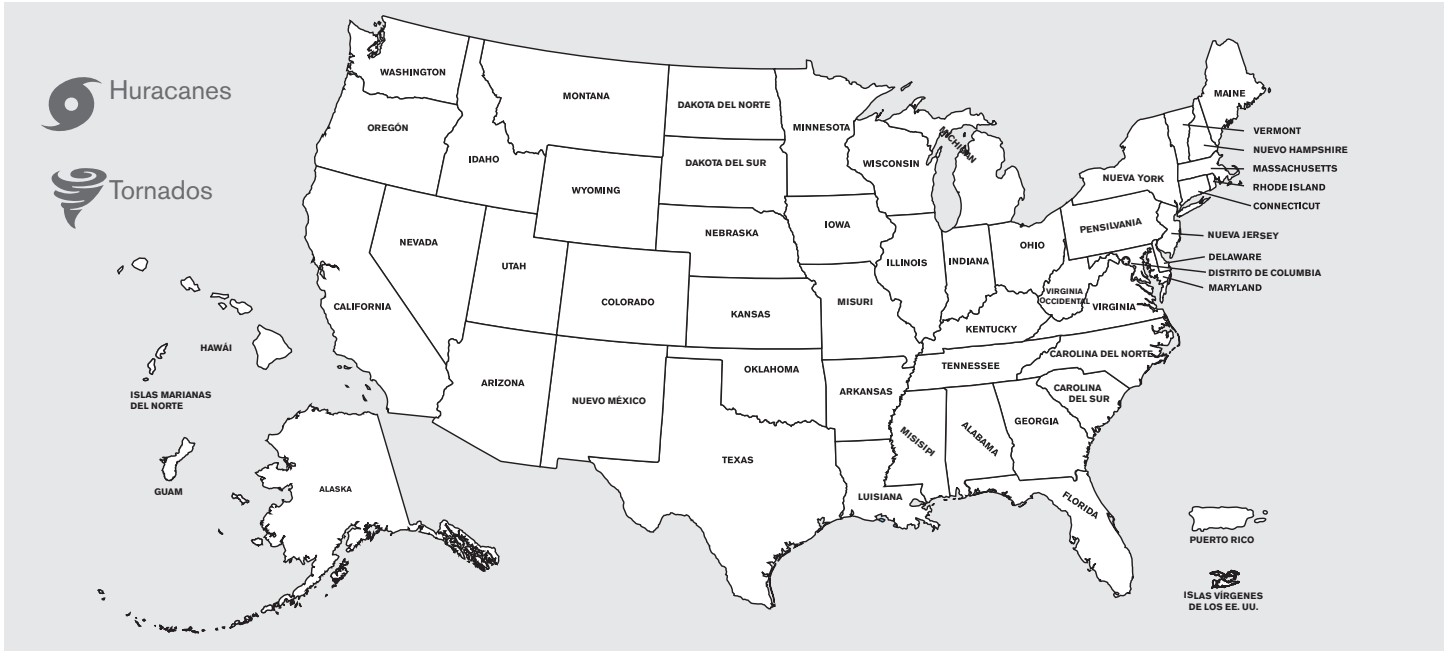 Huracanes
Tornados
WASHINGTON
OREGÓN
IDAHO
MONTANA
WYOMING
DAKOTA DEL NORTE
DAKOTA DEL SUR
NEBRASKA
MINNESOTA
WISCONSIN
MICHIGAN
IOWA
ILLINOIS
INDIANA
OHIO
PENSILVANIA
NUEVA YORK
MAINE
VERMONT
NUEVO HAMPSHIRE
MASSACHUSETTS
RHODE ISLAND
CONNECTICUT
NUEVA JERSEY
DELAWARE
DISTRITO DE COLUMBIA
MARYLAND
NEVADA
UTAH
COLORADO
CALIFORNIA
KANSAS
MISURI
VIRGINIA
OCCIDENTAL
VIRGINIA
KENTUCKY
TENNESSEE
CAROLINA DEL NORTE
CAROLINA
DEL SUR
ARIZONA
NUEVO MÉXICO
OKLAHOMA
ARKANSAS
TEXAS
LUISIANA
MISISIPI
ALABAMA
GEORGIA
FLORIDA
HAWÁI
ISLAS MARIANAS
DEL NORTE
GUAM
ALASKA
PUERTO RICO
ISLAS VÍRGENES
DE LOS EE. UU.